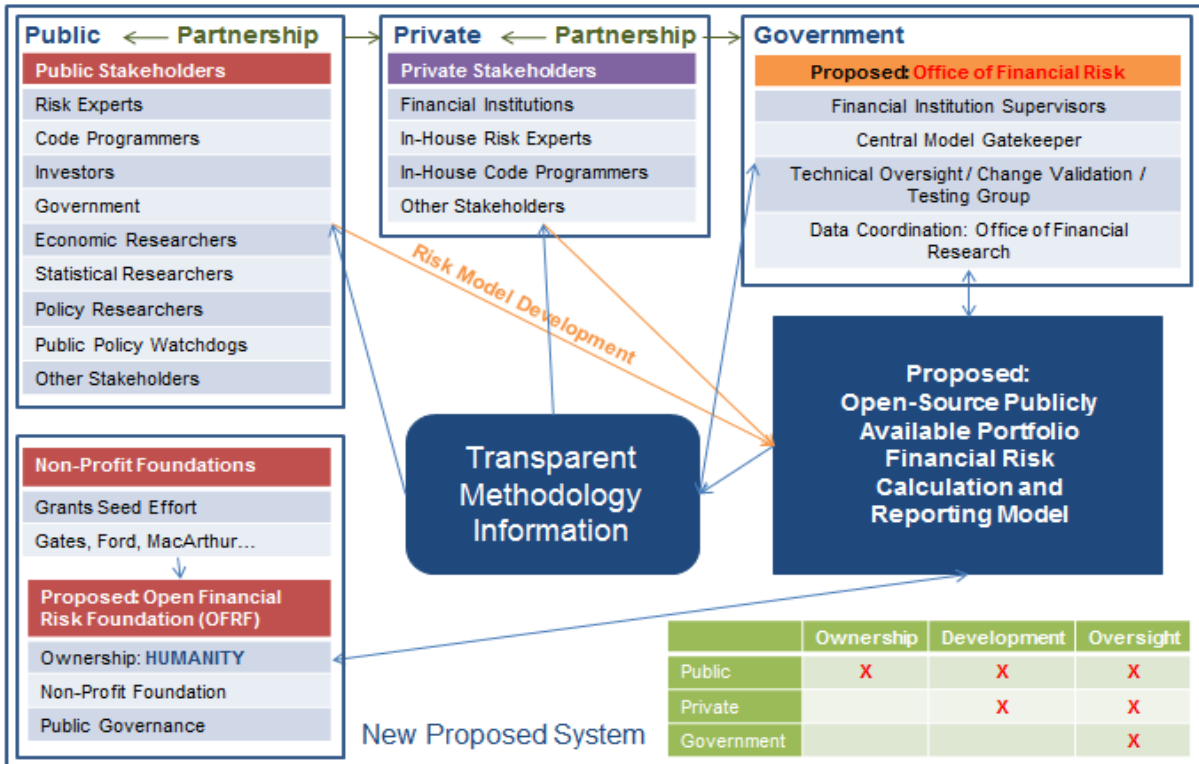 Public
Partnership
Private
Partnership
Government
Public Stakeholders
Risk Experts
Code Programmers
Investors
Government
Economic Researchers
Statistical Researchers
Policy Researchers
Public Policy Watchdogs
Other Stakeholders
Private Stakeholders
Financial Institutions
In-House Risk Experts
In-House Code Programmers
Other Stakeholders
Proposed: Office of Financial Risk
Financial Institution Supervisors
Central Model Gatekeeper
Technical Oversight / Change Validation /
Testing Group
Data Coordination: Office of Financial
Research
Risk Model Development
Transparent
Methodology
Information
Proposed:
Open-Source Publicly
Available Portfolio
Financial Risk
Calculation and
Reporting Model
Non-Profit Foundations
Grants Seed Effort
Gates, Ford, MacArthur…
Proposed: Open Financial
Risk Foundation (OFRF)
Ownership: HUMANITY
Non-Profit Foundation
Public Governance
New Proposed System
Ownership Development Oversight
Public X X X
Private X X
Government X